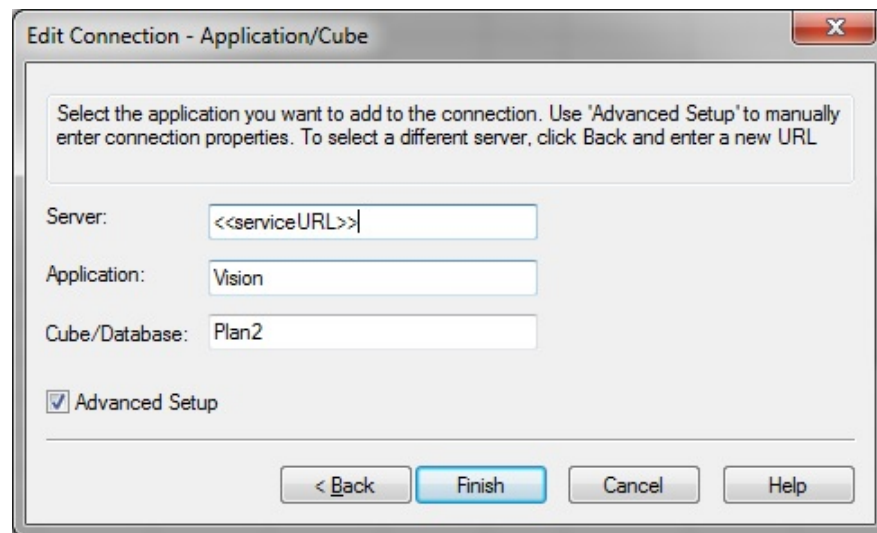 Edit Connection - Application/Cube
X
Select the application you want to add to the connection. Use 'Advanced Setup' to manually
enter connection properties. To select a different server, click Back and enter a new URL
Server: <<serviceURL>>
Application: Vision
Cube/Database: Plan2
Advanced Setup
< Back Finish Cancel Help